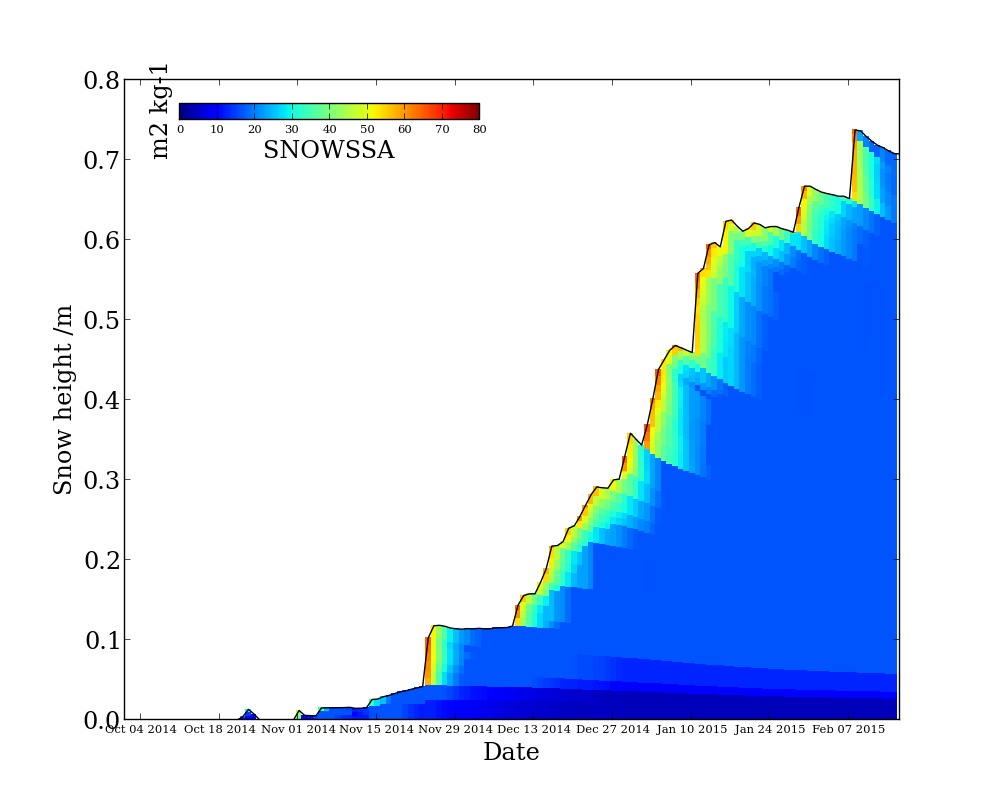 0.8
0.7
0.6
0.5
0.4
0.3
0.2
0.1
0.0
Snow height /m
m2 kg-1
0 10 20 30 40 50 60 70 80
SNOWSSA
Oct 04 2014 Oct 18 2014 Nov 01 2014 Nov 15 2014 Nov 29 2014 Dec 13 2014 Dec 27 2014 Jan 10 2015 Jan 24 2015 Feb 07 2015
Date